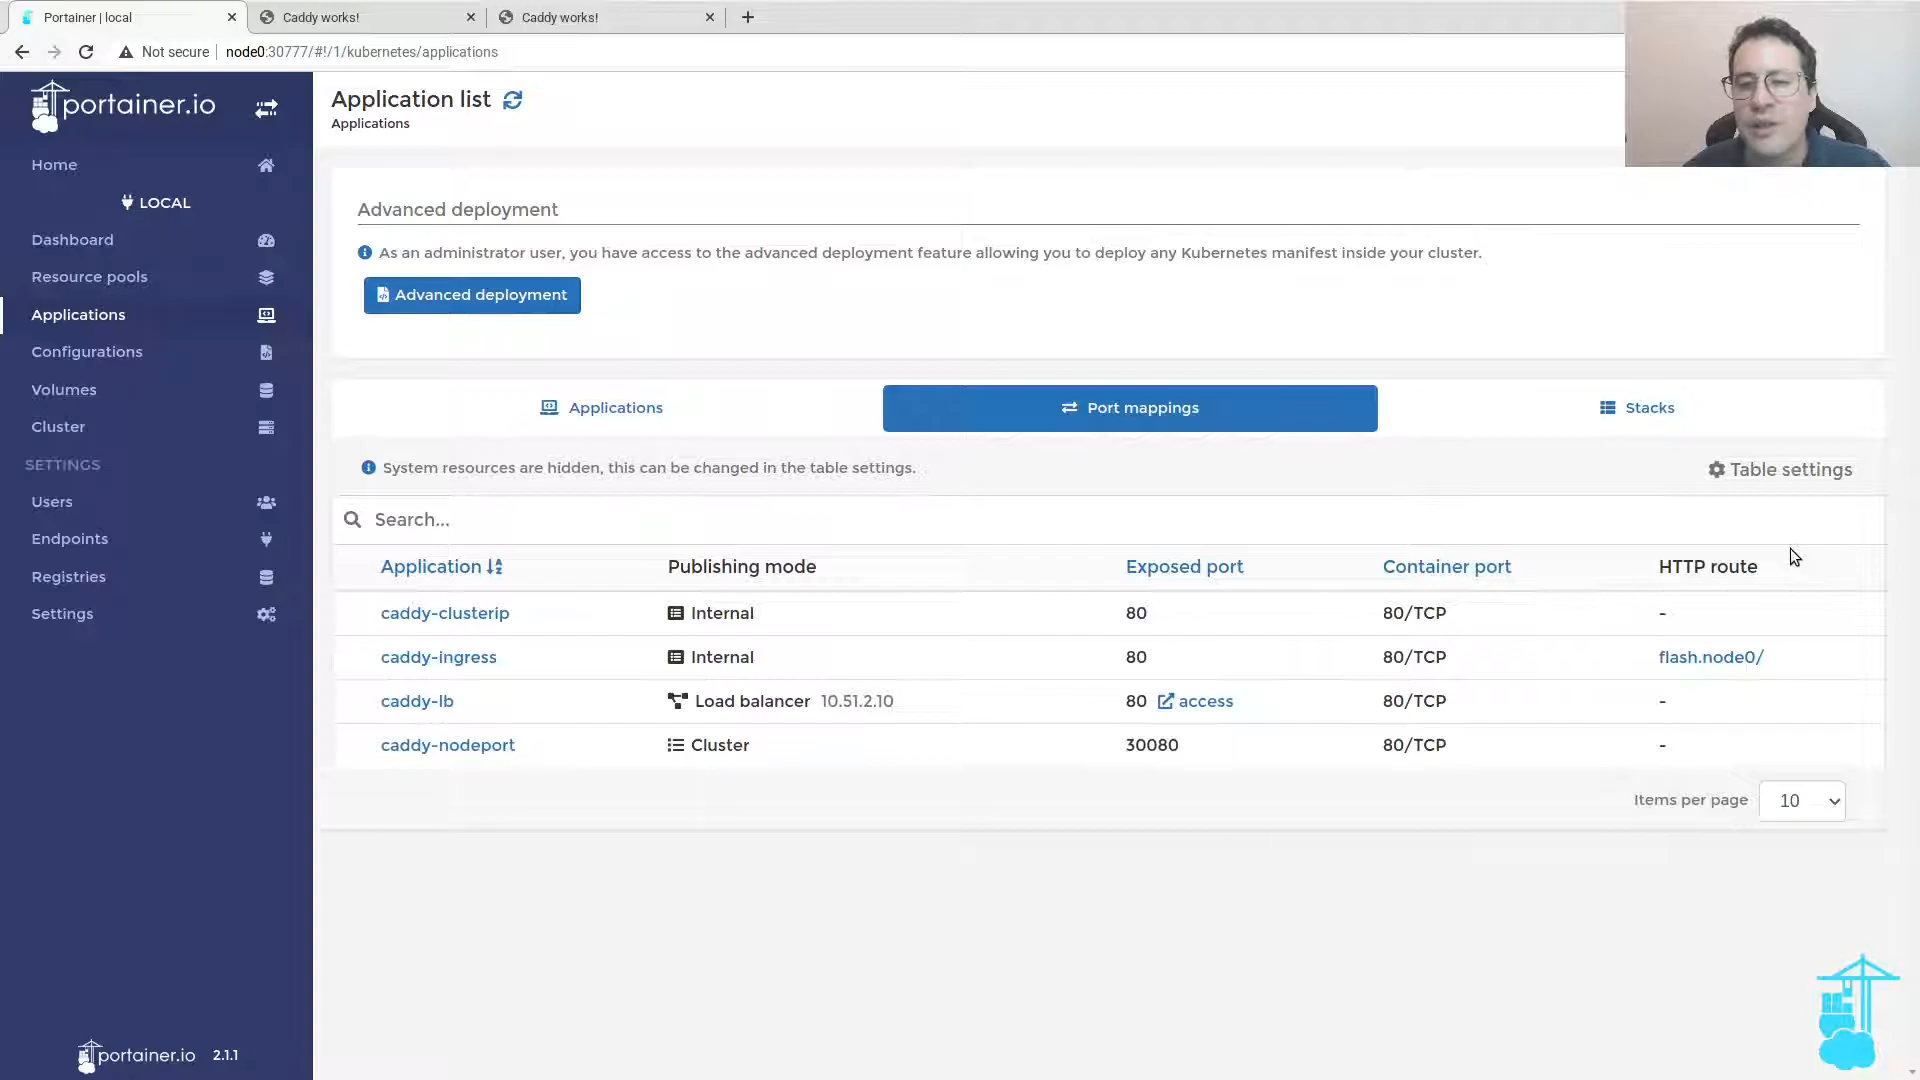 Portainer | local
Caddy works!
Caddy works!
Not secure
node0:30777/#!/1/kubernetes/applications
portainer.io
Home
LOCAL
Dashboard
Resource pools
Applications
Configurations
Volumes
Cluster
SETTINGS
Users
Endpoints
Registries
Settings
portainer.io 2.1.1
Application list
Applications
Advanced deployment
As an administrator user, you have access to the advanced deployment feature allowing you to deploy any Kubernetes manifest inside your cluster.
Advanced deployment
Applications
Port mappings
Stacks
System resources are hidden, this can be changed in the table settings.
Table settings
Search...
Application Publishing mode Exposed port Container port HTTP route
caddy-clusterip Internal 80 80/TCP -
caddy-ingress Internal 80 80/TCP flash.node0/
caddy-lb Load balancer 10.51.2.10 80 access 80/TCP -
caddy-nodeport Cluster 30080 80/TCP -
Items per page 10